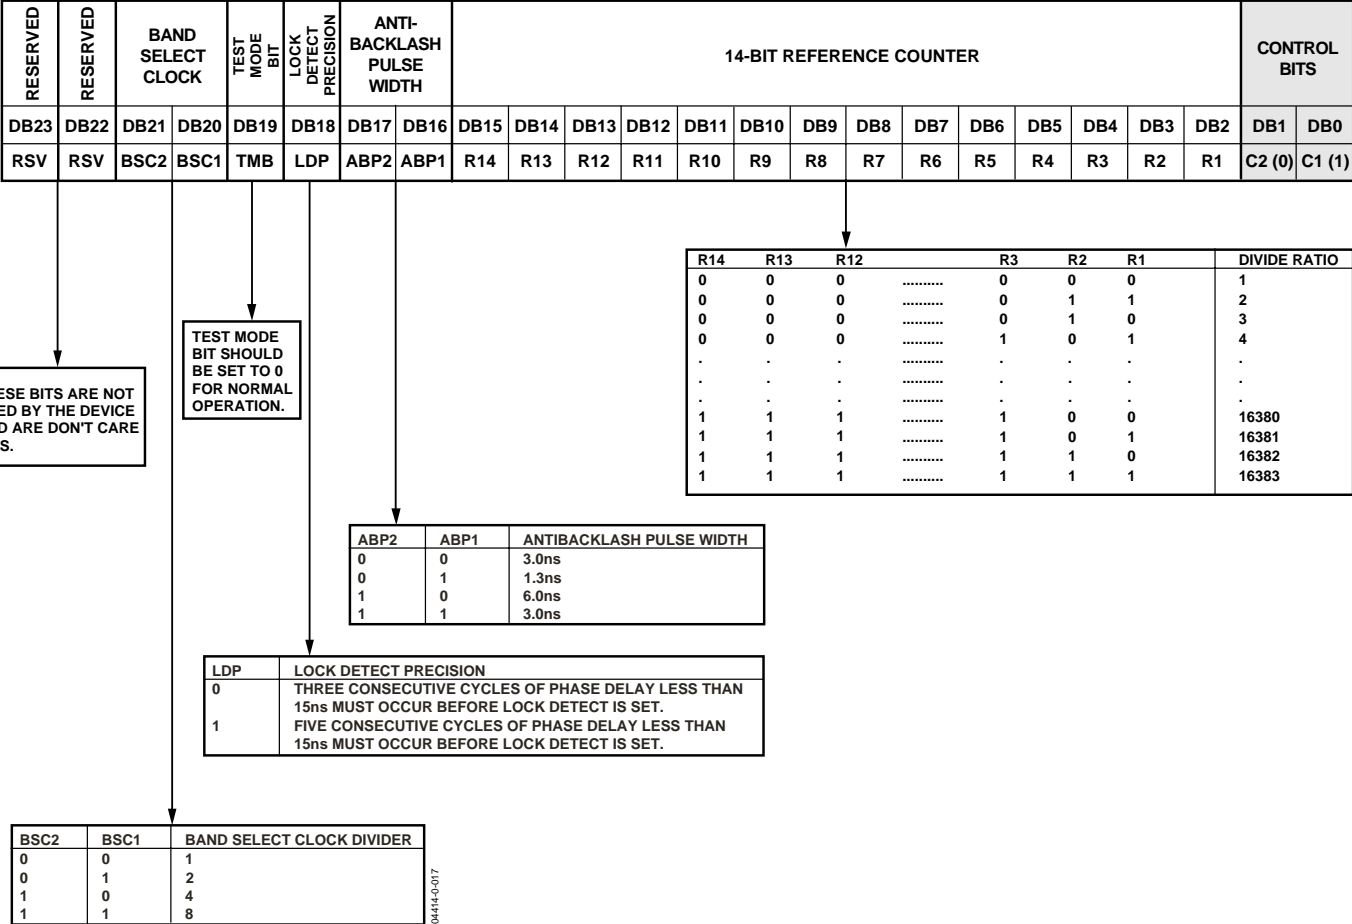 RESERVED
RESERVED
BAND
SELECT
CLOCK
TEST
MODE
BIT
LOCK
DETECT
PRECISION
ANTI-
BACKLASH
PULSE
WIDTH
14-BIT REFERENCE COUNTER
CONTROL
BITS
DB23 DB22 DB21 DB20 DB19 DB18 DB17 DB16 DB15 DB14 DB13 DB12 DB11 DB10 DB9 DB8 DB7 DB6 DB5 DB4 DB3 DB2 DB1 DB0
RSV RSV BSC2 BSC1 TMB LDP ABP2 ABP1 R14 R13 R12 R11 R10 R9 R8 R7 R6 R5 R4 R3 R2 R1 C2 (0) C1 (1)
R14 R13 R12 R3 R2 R1 DIVIDE RATIO
0 0 0 .......... 0 0 0 1
0 0 0 .......... 0 1 1 2
0 0 0 .......... 0 1 0 3
0 0 0 .......... 1 0 1 4
. . . .......... . . . .
. . . .......... . . . .
. . . .......... . . . .
1 1 1 .......... 1 0 0 16380
1 1 1 .......... 1 0 1 16381
1 1 1 .......... 1 1 0 16382
1 1 1 .......... 1 1 1 16383
TEST MODE
BIT SHOULD
BE SET TO 0
FOR NORMAL
OPERATION.
ESE BITS ARE NOT
ED BY THE DEVICE
D ARE DON'T CARE
S.
ABP2 ABP1 ANTIBACKLASH PULSE WIDTH
0 0 3.0ns
0 1 1.3ns
1 0 6.0ns
1 1 3.0ns
LDP LOCK DETECT PRECISION
0 THREE CONSECUTIVE CYCLES OF PHASE DELAY LESS THAN
15ns MUST OCCUR BEFORE LOCK DETECT IS SET.
1 FIVE CONSECUTIVE CYCLES OF PHASE DELAY LESS THAN
15ns MUST OCCUR BEFORE LOCK DETECT IS SET.
BSC2 BSC1 BAND SELECT CLOCK DIVIDER
0 0 1
0 1 2
1 0 4
1 1 8
04414-0-017